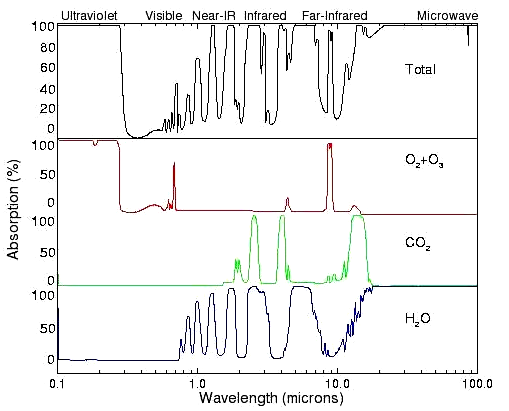 Ultraviolet Visible Near-IR Infrared Far-Infrared Microwave
100
80
60
40
20
0
Total
100
50
0
O2+O3
100
50
0
CO2
100
50
0
H2O
Absorption (%)
0.1 1.0 10.0 100.0
Wavelength (microns)